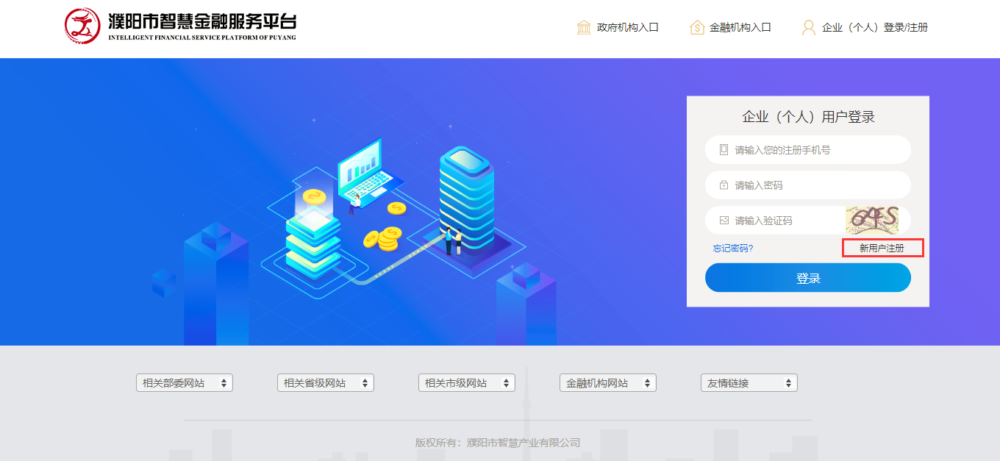 濮阳市智慧金融服务平台
INTELLIGENT FINANCIAL SERVICE PLATFORM OF PUYANG
政府机构入口
金融机构入口
企业（个人）登录/注册
企业（个人）用户登录
请输入您的注册手机号
请输入密码
请输入验证码
忘记密码?
新用户注册
登录
相关部委网站
相关省级网站
相关市级网站
金融机构网站
友情链接
版权所有：濮阳市智慧产业有限公司